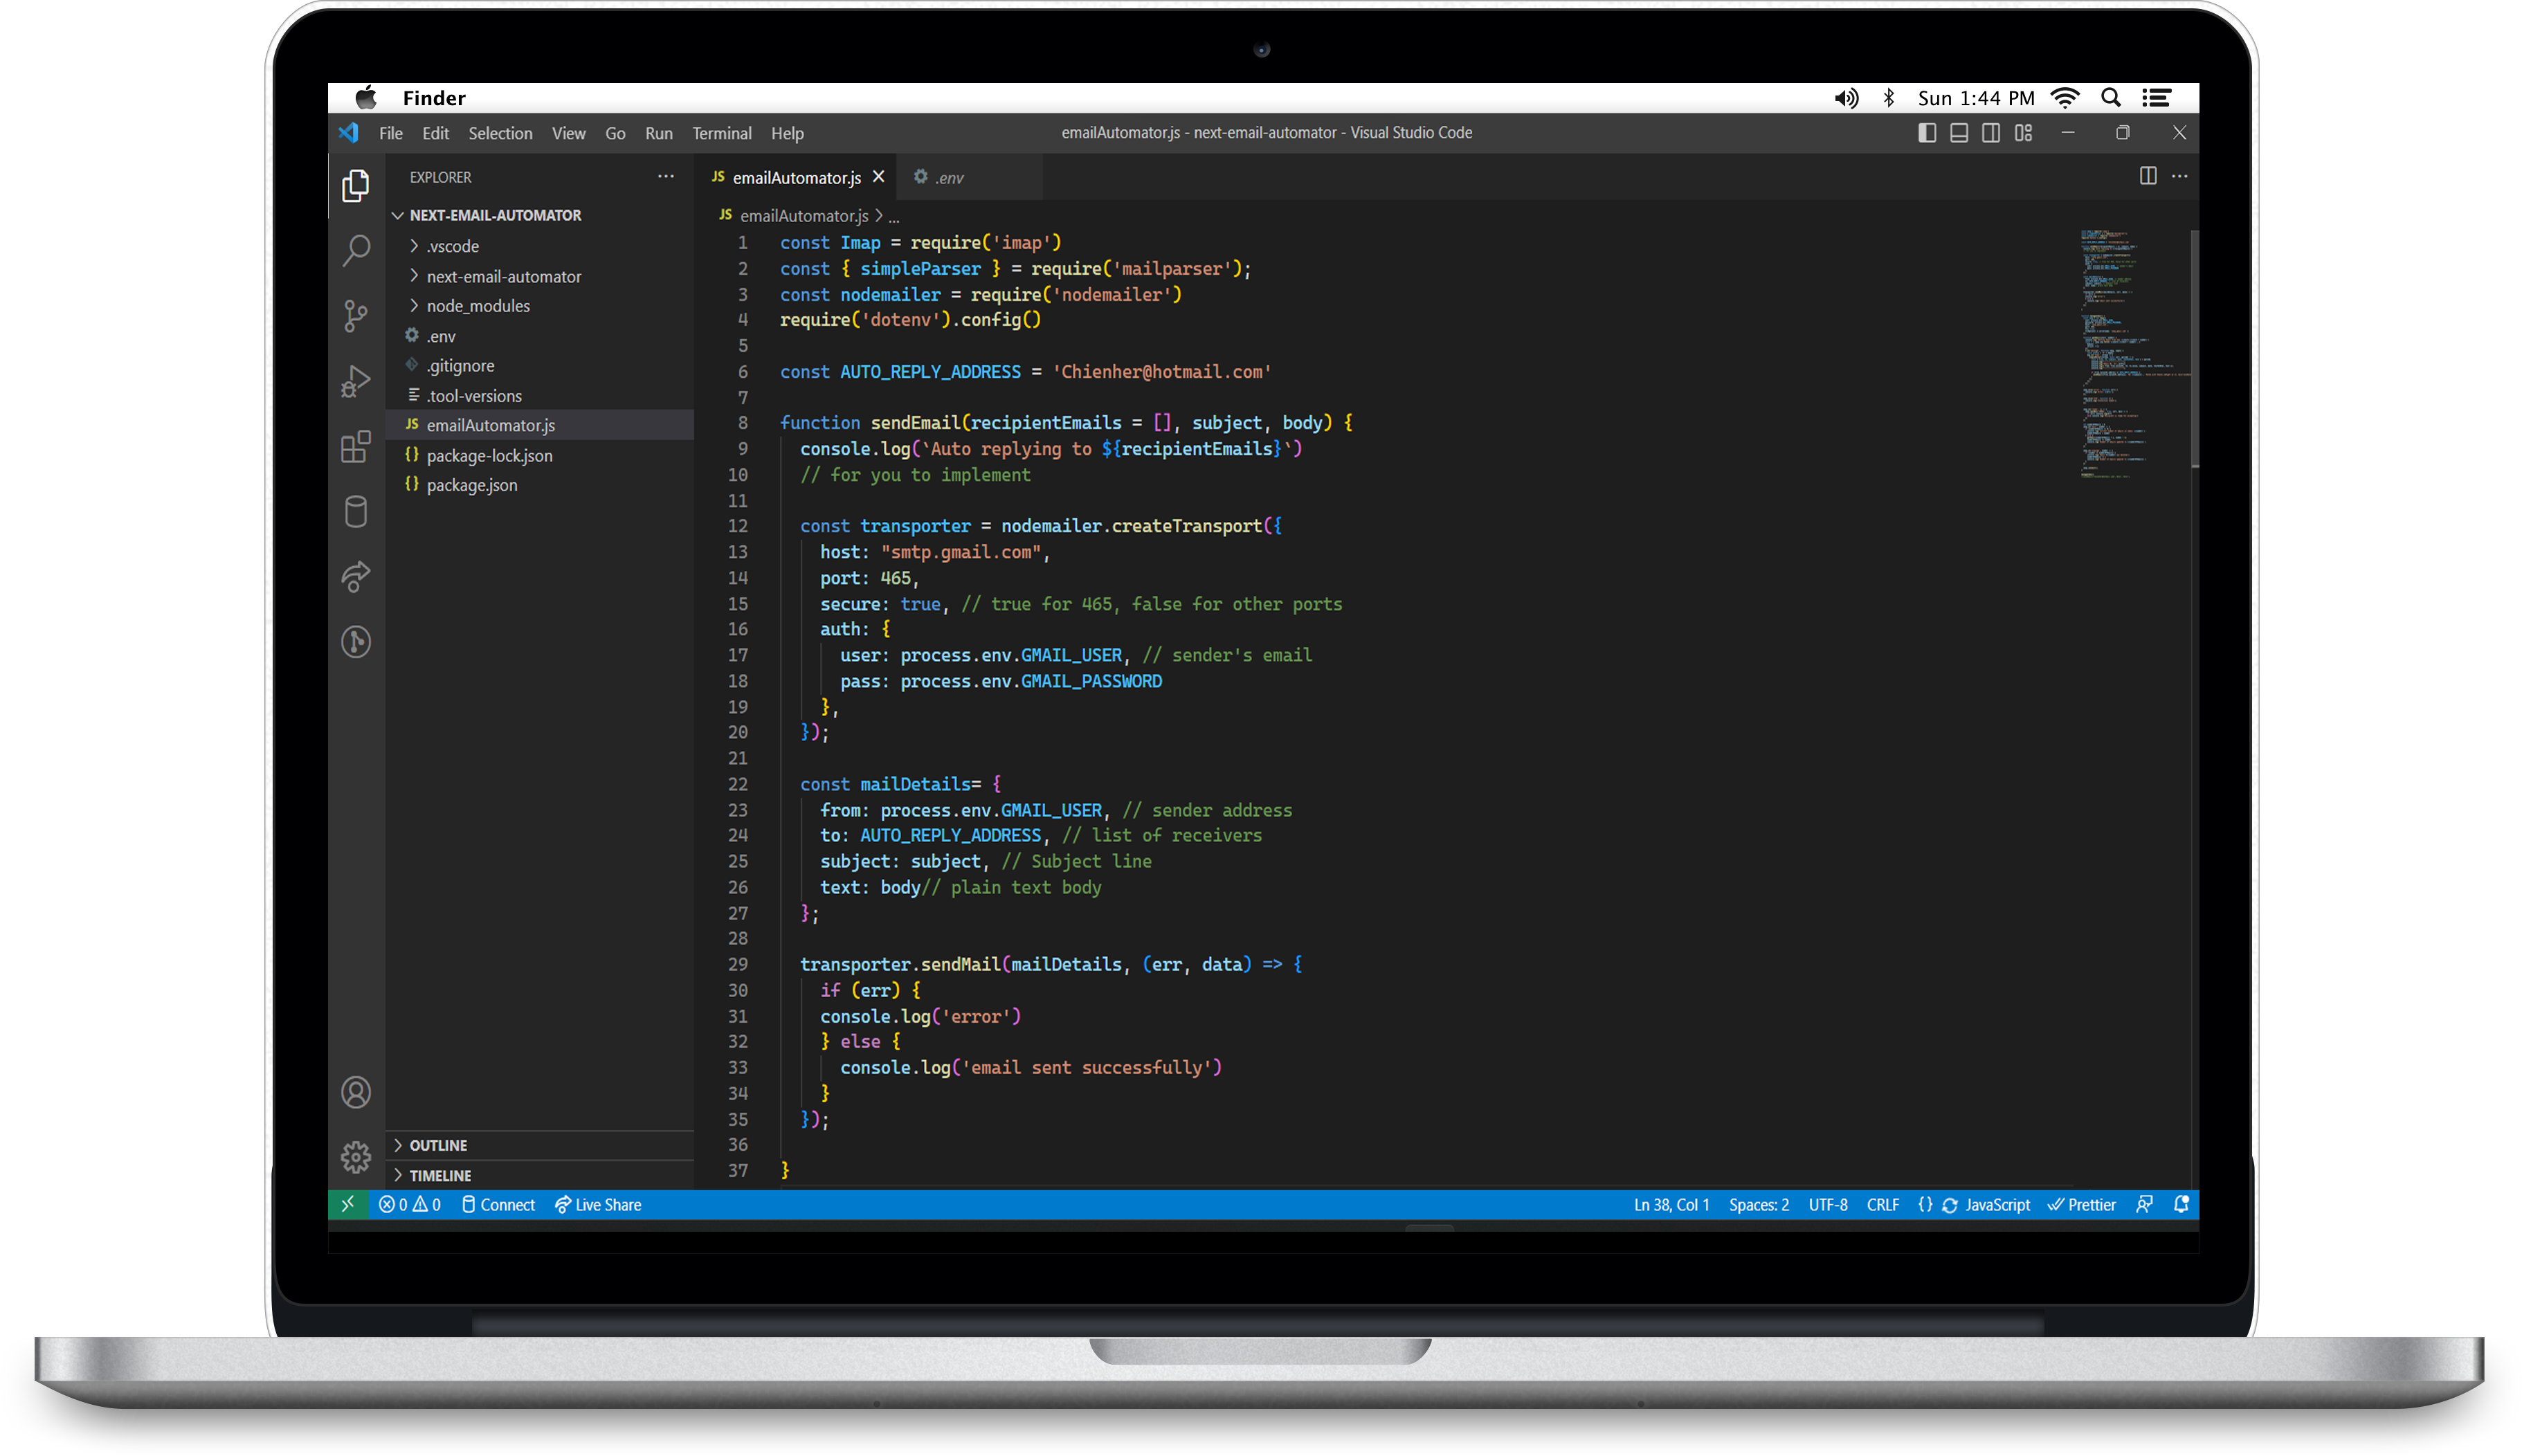 Finder
Sun 1:44 PM
File Edit Selection View Go Run Terminal Help
emailAutomator.js - next-email-automator - Visual Studio Code
EXPLORER
NEXT-EMAIL-AUTOMATOR
.vscode
next-email-automator
node_modules
.env
.gitignore
.tool-versions
JS emailAutomator.js
{} package-lock.json
{} package.json
OUTLINE
TIMELINE
JS emailAutomator.js .env
JS emailAutomator.js > ...
1 const Imap = require('imap')
2 const { simpleParser } = require('mailparser');
3 const nodemailer = require('nodemailer')
4 require('dotenv').config()
5
6 const AUTO_REPLY_ADDRESS = 'Chienher@hotmail.com'
7
8 function sendEmail(recipientEmails = [], subject, body) {
9 console.log(`Auto replying to ${recipientEmails}`)
10 // for you to implement
11
12 const transporter = nodemailer.createTransport({
13 host: "smtp.gmail.com",
14 port: 465,
15 secure: true, // true for 465, false for other ports
16 auth: {
17 user: process.env.GMAIL_USER, // sender's email
18 pass: process.env.GMAIL_PASSWORD
19 },
20 });
21
22 const mailDetails= {
23 from: process.env.GMAIL_USER, // sender address
24 to: AUTO_REPLY_ADDRESS, // list of receivers
25 subject: subject, // Subject line
26 text: body// plain text body
27 };
28
29 transporter.sendMail(mailDetails, (err, data) => {
30 if (err) {
31 console.log('error')
32 } else {
33 console.log('email sent successfully')
34 }
35 });
36
37 }
0 0 Connect Live Share
Ln 38, Col 1 Spaces: 2 UTF-8 CRLF {} JavaScript Prettier